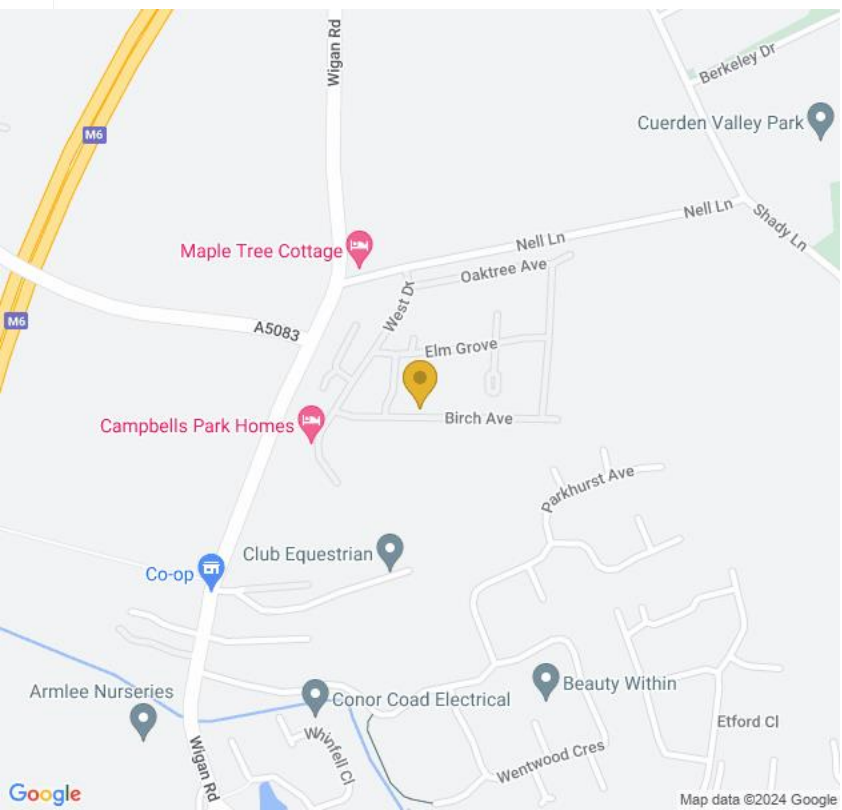 Wigan Rd
Berkeley Dr
M6
Cuerden Valley Park
Nell Ln
Shady Ln
Maple Tree Cottage
Nell Ln
Oaktree Ave
West Dr
M6
A5083
Elm Grove
Campbells Park Homes
Birch Ave
Parkhurst Ave
Club Equestrian
Co-op
Armlee Nurseries
Conor Coad Electrical
Beauty Within
Whinfell Cl
Etford Cl
Wigan Rd
Wentwood Cres
Google
Map data ©2024 Google